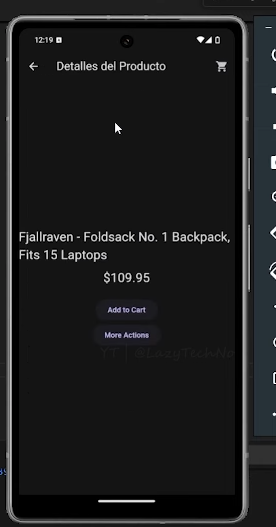 12:19
Detalles del Producto
Fjallraven - Foldsack No. 1 Backpack,
Fits 15 Laptops
$109.95
Add to Cart
More Actions
YT | @LazyTechNo